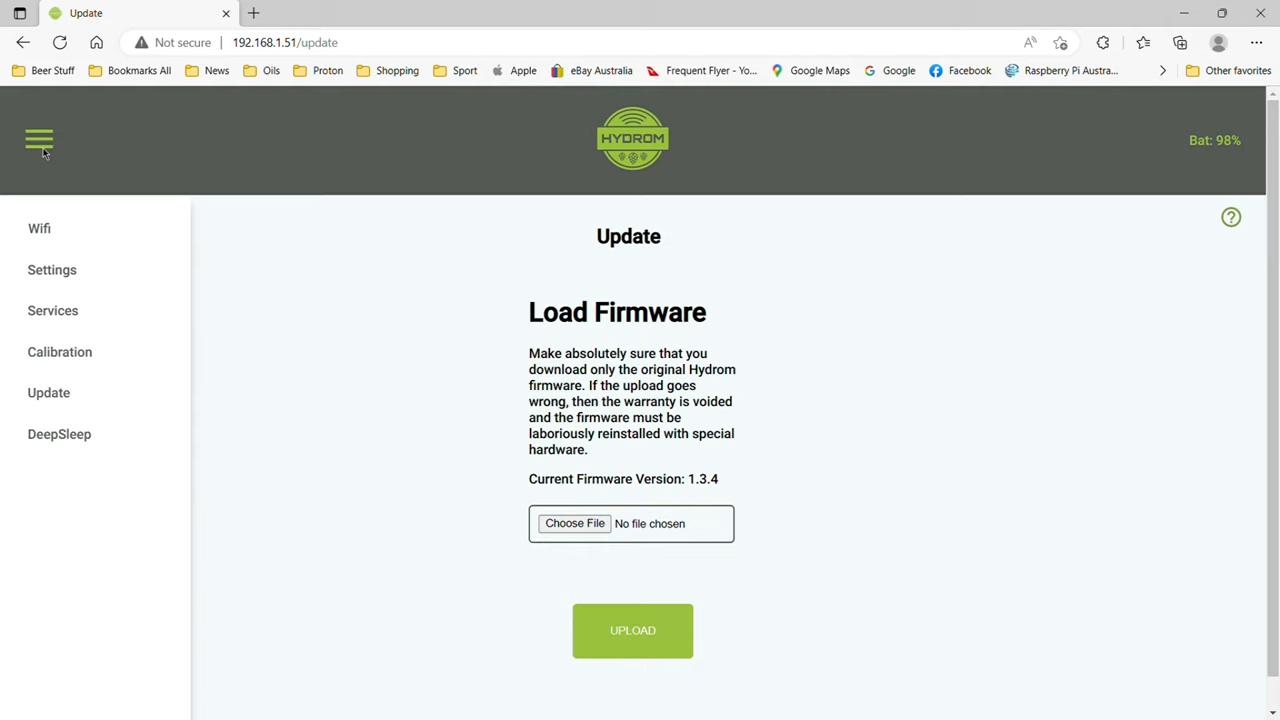 Update
Not secure
192.168.1.51/update
Beer Stuff
Bookmarks All
News
Oils
Proton
Shopping
Sport
Apple
eBay Australia
Frequent Flyer - Yo...
Google Maps
Google
Facebook
Raspberry Pi Austra...
Other favorites
HYDROM
Bat: 98%
Wifi
Settings
Services
Calibration
Update
DeepSleep
Update
Load Firmware
Make absolutely sure that you
download only the original Hydrom
firmware. If the upload goes
wrong, then the warranty is voided
and the firmware must be
laboriously reinstalled with special
hardware.
Current Firmware Version: 1.3.4
Choose File No file chosen
UPLOAD